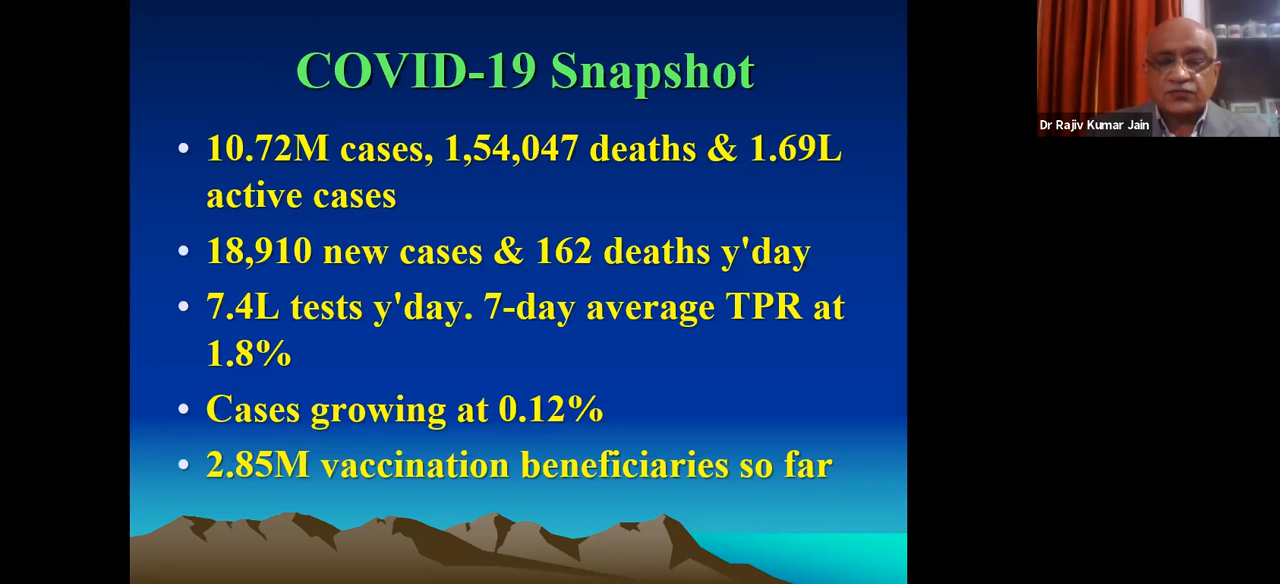 COVID-19 Snapshot
• 10.72M cases, 1,54,047 deaths & 1.69L
active cases
• 18,910 new cases & 162 deaths y'day
• 7.4L tests y'day. 7-day average TPR at
1.8%
• Cases growing at 0.12%
• 2.85M vaccination beneficiaries so far
Dr Rajiv Kumar Jain